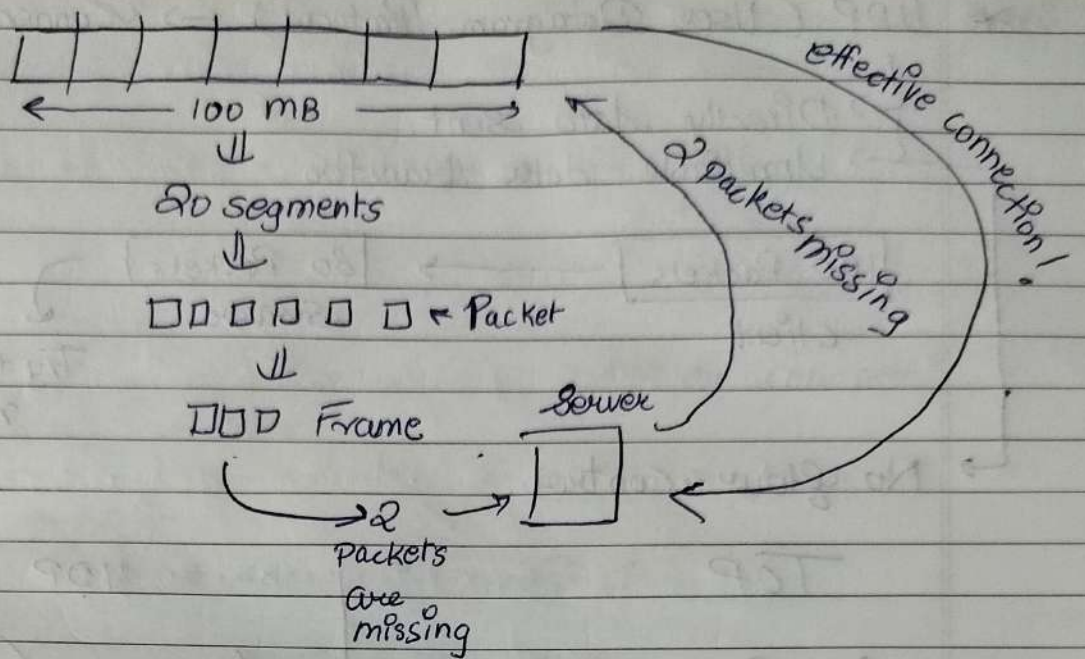 100 MB
20 segments
Packet
Frame
Server
2
Packets
are
missing
2 packets missing
effective connection!